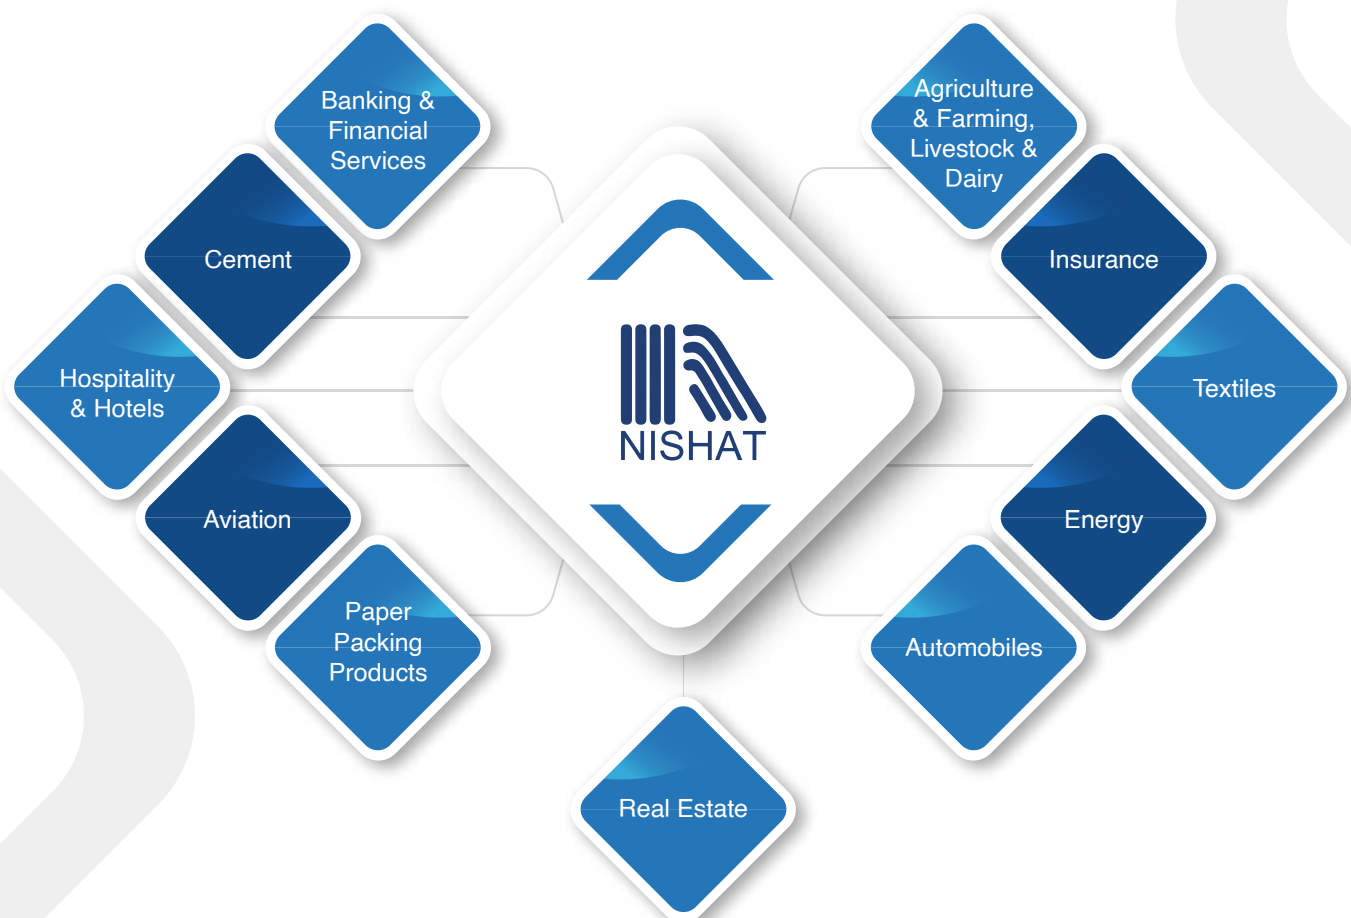 Banking &
Financial
Services
Cement
Hospitality
& Hotels
Aviation
Paper
Packing
Products
NISHAT
Agriculture
& Farming,
Livestock &
Dairy
Insurance
Textiles
Energy
Automobiles
Real Estate